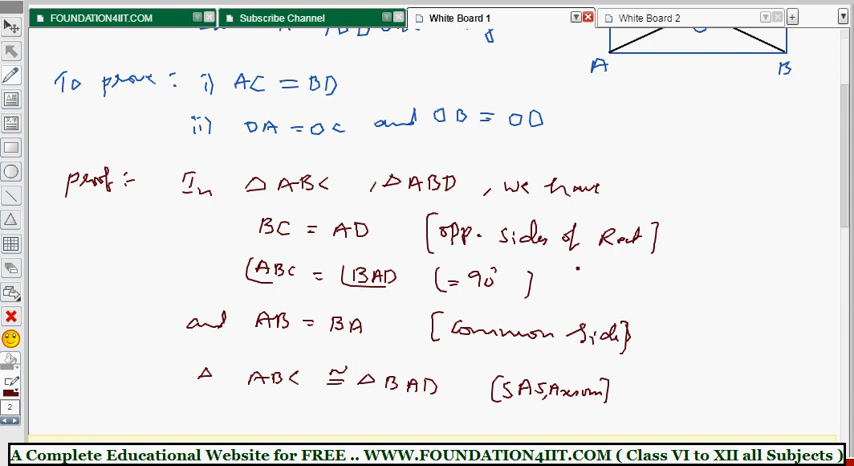 FOUNDATION4IIT.COM
Subscribe Channel
White Board 1
White Board 2
A B
To prove : i) AC = BD
ii) OA = OC and OB = OD
proof :- In △ ABC , △ ABD , we have
BC = AD [opp. sides of Rect]
∠ABC = ∠BAD (= 90° ]
and AB = BA [Common side}
△ ABC ≅ △ BAD [SAS, Axiom]
2
A Complete Educational Website for FREE .. WWW.FOUNDATION4IIT.COM ( Class VI to XII all Subjects )